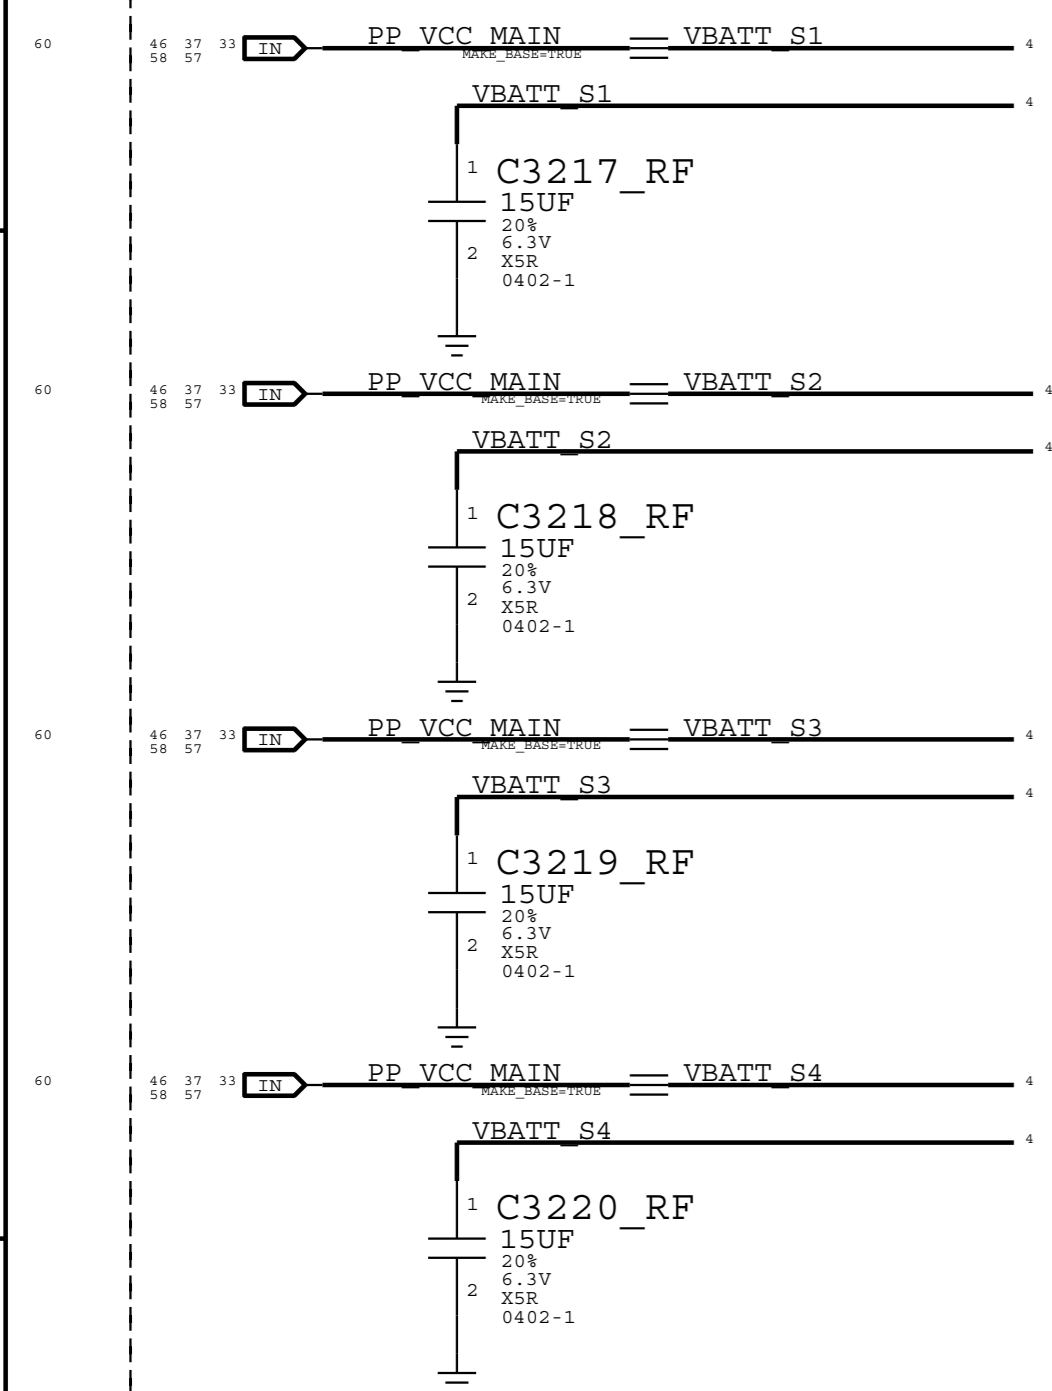 60 46 37 33 IN PP_VCC_MAIN VBATT_S1 4
58 57 MAKE_BASE=TRUE
VBATT_S1 4
1 C3217_RF
15UF
20%
6.3V
2 X5R
0402-1
60 46 37 33 IN PP_VCC_MAIN VBATT_S2 4
58 57 MAKE_BASE=TRUE
VBATT_S2 4
1 C3218_RF
15UF
20%
6.3V
2 X5R
0402-1
60 46 37 33 IN PP_VCC_MAIN VBATT_S3 4
58 57 MAKE_BASE=TRUE
VBATT_S3 4
1 C3219_RF
15UF
20%
6.3V
2 X5R
0402-1
60 46 37 33 IN PP_VCC_MAIN VBATT_S4 4
58 57 MAKE_BASE=TRUE
VBATT_S4 4
1 C3220_RF
15UF
20%
6.3V
2 X5R
0402-1